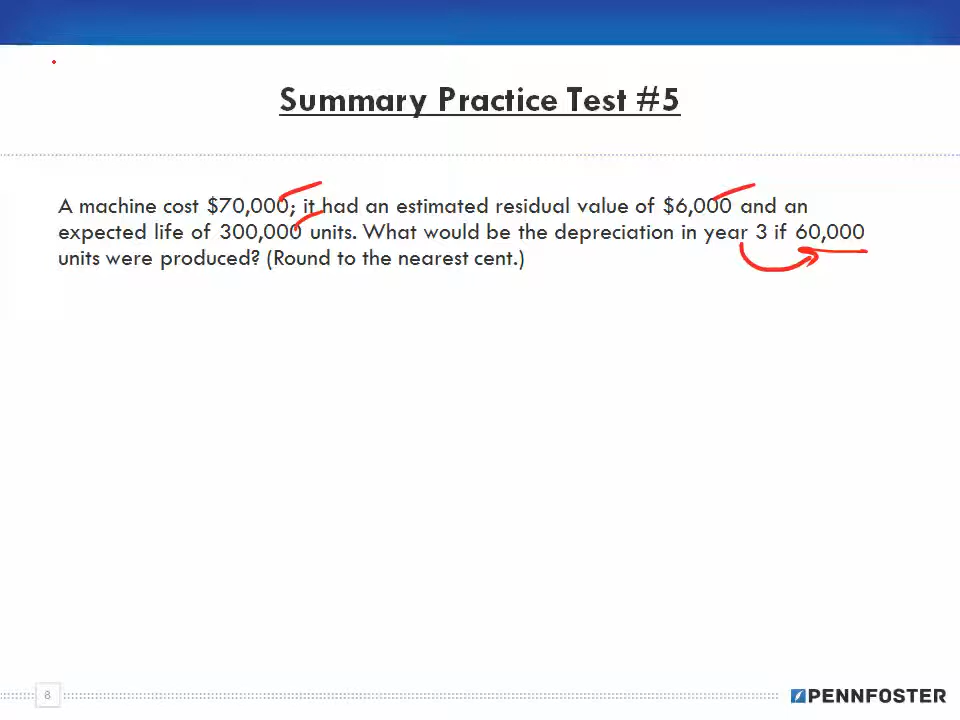 Summary Practice Test #5
A machine cost $70,000; it had an estimated residual value of $6,000 and an
expected life of 300,000 units. What would be the depreciation in year 3 if 60,000
units were produced? (Round to the nearest cent.)
8
PENNFOSTER